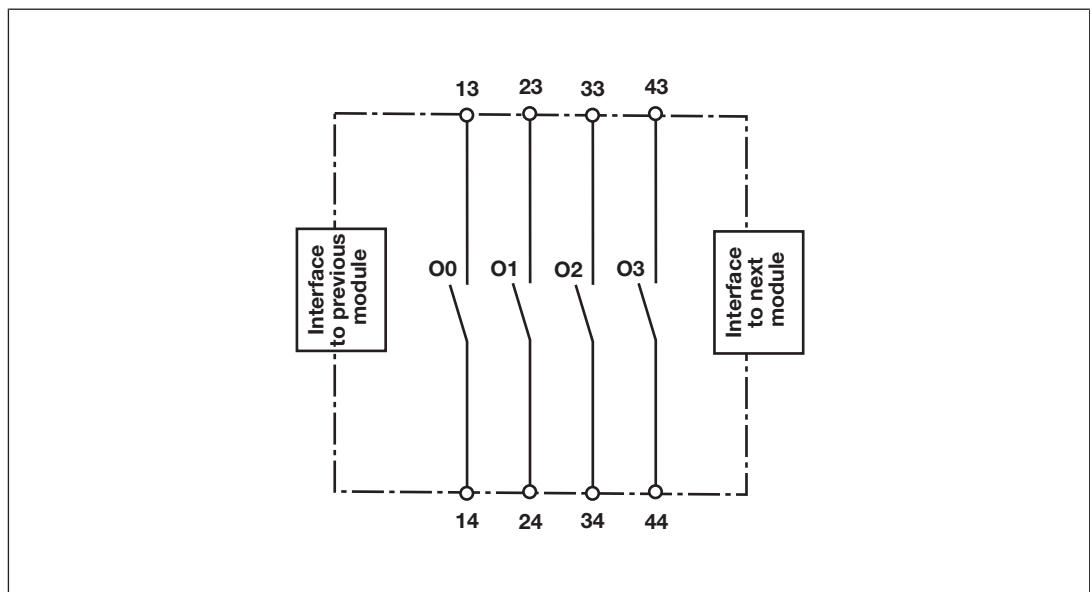 13 23 33 43
Interface
to previous
module
O0 O1 O2 O3
Interface
to next
module
14 24 34 44